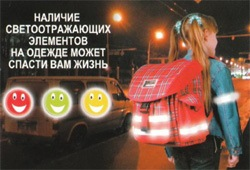 НАЛИЧИЕ
СВЕТООТРАЖАЮЩИХ
ЭЛЕМЕНТОВ
НА ОДЕЖДЕ МОЖЕТ
СПАСТИ ВАМ ЖИЗНЬ